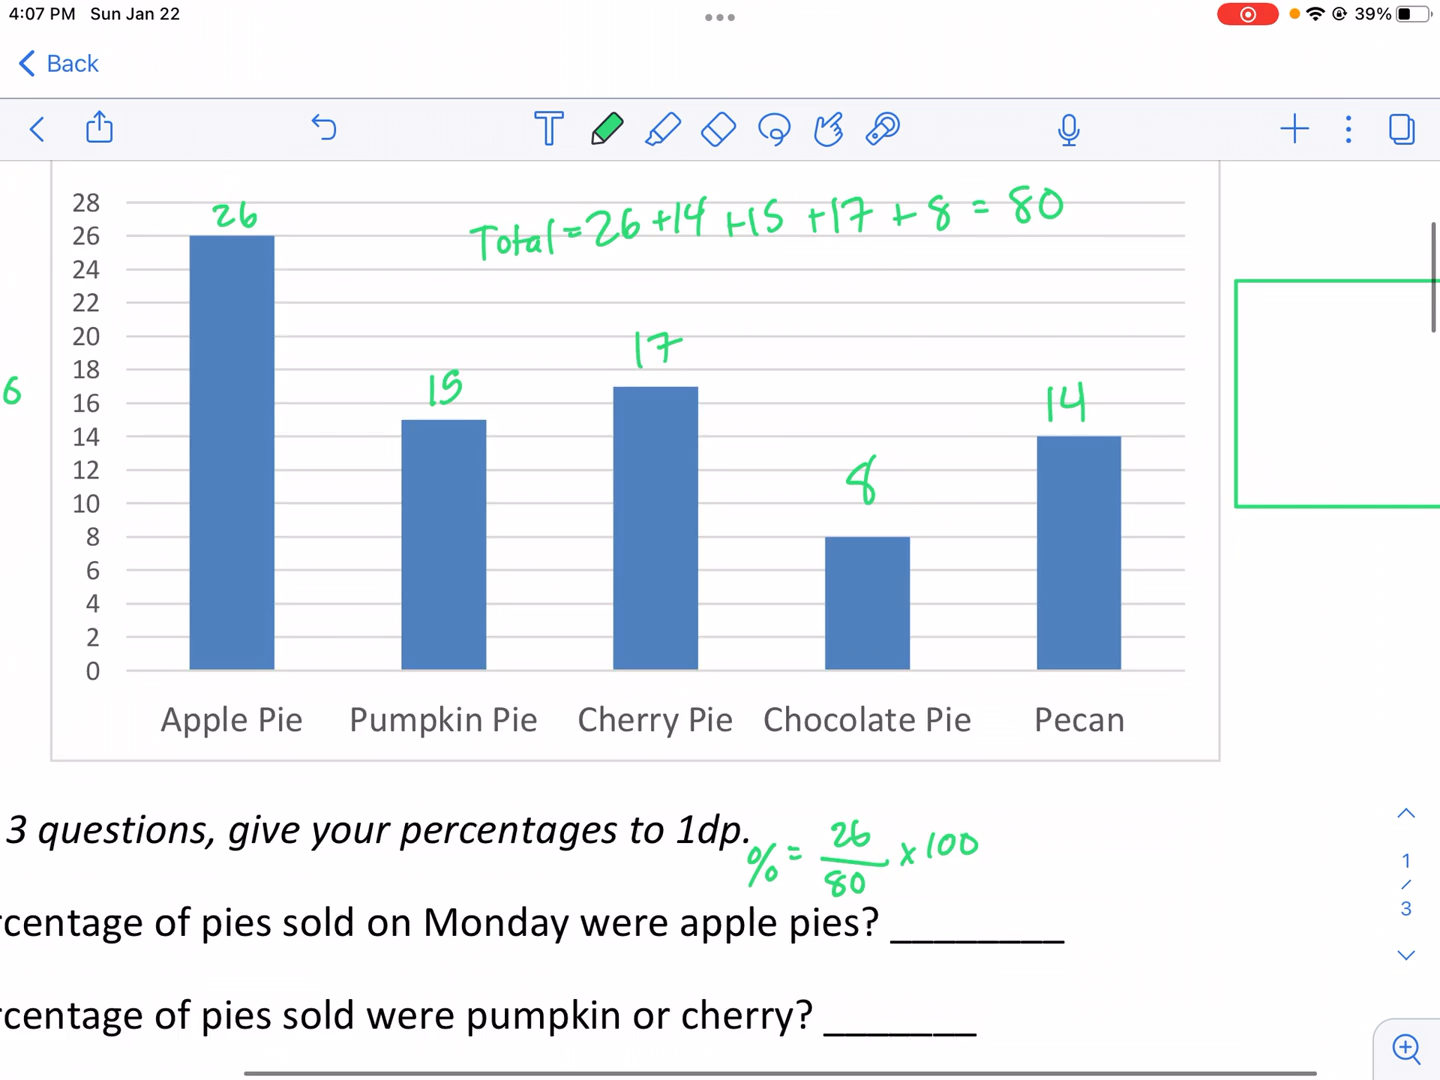 4:07 PM Sun Jan 22
39%
Back
T
28
26
24
22
20
18
16
14
12
10
8
6
4
2
0
26
Total = 26 + 14 + 15 + 17 + 8 = 80
15
17
8
14
6
Apple Pie Pumpkin Pie Cherry Pie Chocolate Pie Pecan
3 questions, give your percentages to 1dp.
% = 26/80 x 100
rcentage of pies sold on Monday were apple pies? ________
rcentage of pies sold were pumpkin or cherry? _______
1
/
3